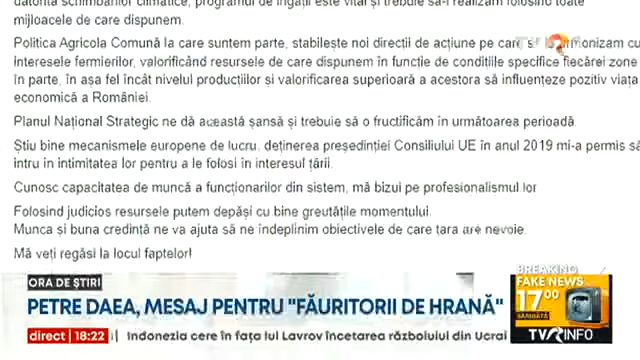 datorită schimbărilor climatice, programul de irigații este vital și trebuie să-l realizăm folosind toate
mijloacele de care dispunem.
Politica Agricola Comună la care suntem parte, stabilește noi direcții de acțiune pe care, să le armonizam cu
interesele fermierilor, valorificând resursele de care dispunem în funcție de condițiile specifice fiecărei zone
în parte, în așa fel încât nivelul producțiilor și valorificarea superioară a acestora să influențeze pozitiv viața
economică a României.
Planul Național Strategic ne dă această șansă și trebuie să o fructificăm în următoarea perioadă
Știu bine mecanismele europene de lucru, deținerea președinției Consiliului UE în anul 2019 mi-a permis să
intru în intimitatea lor pentru a le folosi în interesul țării.
Cunosc capacitatea de muncă a funcționarilor din sistem, mă bizui pe profesionalismul lor
Folosind judicios resursele putem depăși cu bine greutățile momentului.
Munca si buna credință ne va ajuta să ne îndeplinim obiectivele de care țara are nevoie.
Mă veți regăsi la locul faptelor!
ORA DE ȘTIRI
PETRE DAEA, MESAJ PENTRU "FĂURITORII DE HRANĂ"
BREAKING
FAKE NEWS
17:00
SÂMBĂTĂ
direct | 18:22 i | Indonezia cere în fața lui Lavrov încetarea războiului din Ucrai
TVR INFO